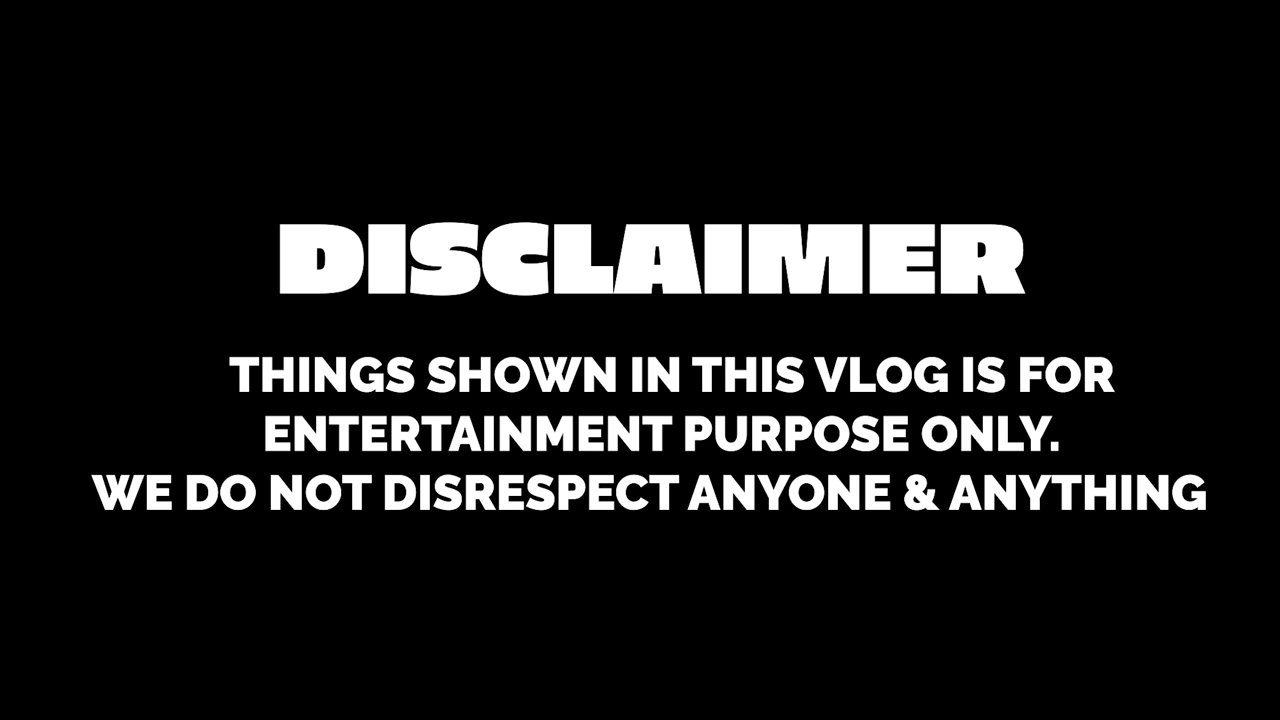 DISCLAIMER
THINGS SHOWN IN THIS VLOG IS FOR
ENTERTAINMENT PURPOSE ONLY.
WE DO NOT DISRESPECT ANYONE & ANYTHING